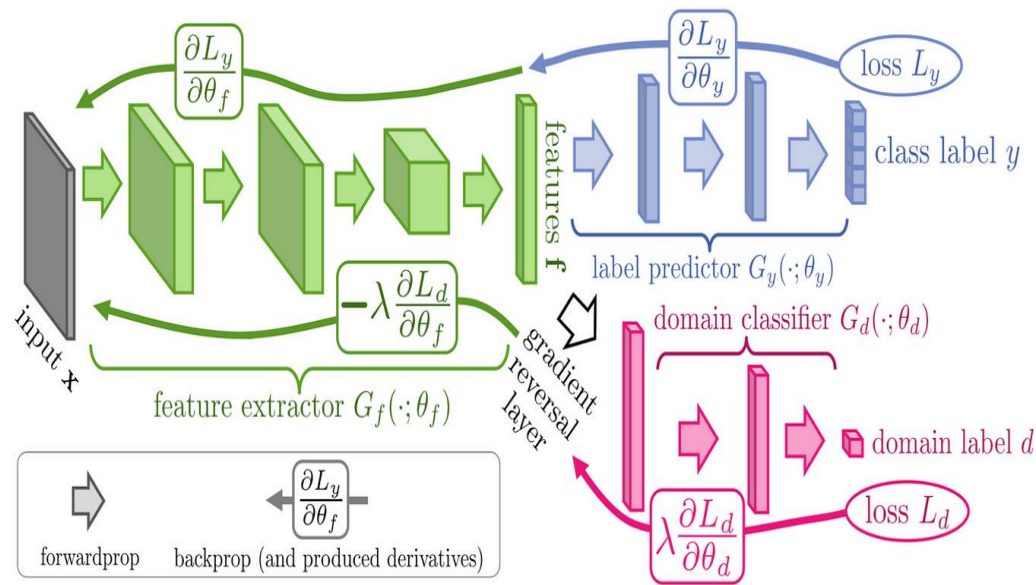 ∂L_y/∂θ_f
∂L_y/∂θ_y
loss L_y
features f
class label y
label predictor G_y(·; θ_y)
input x
−λ ∂L_d/∂θ_f
feature extractor G_f(·; θ_f)
gradient
reversal
layer
domain classifier G_d(·; θ_d)
domain label d
λ ∂L_d/∂θ_d
loss L_d
∂L_y/∂θ_f
forwardprop
backprop (and produced derivatives)